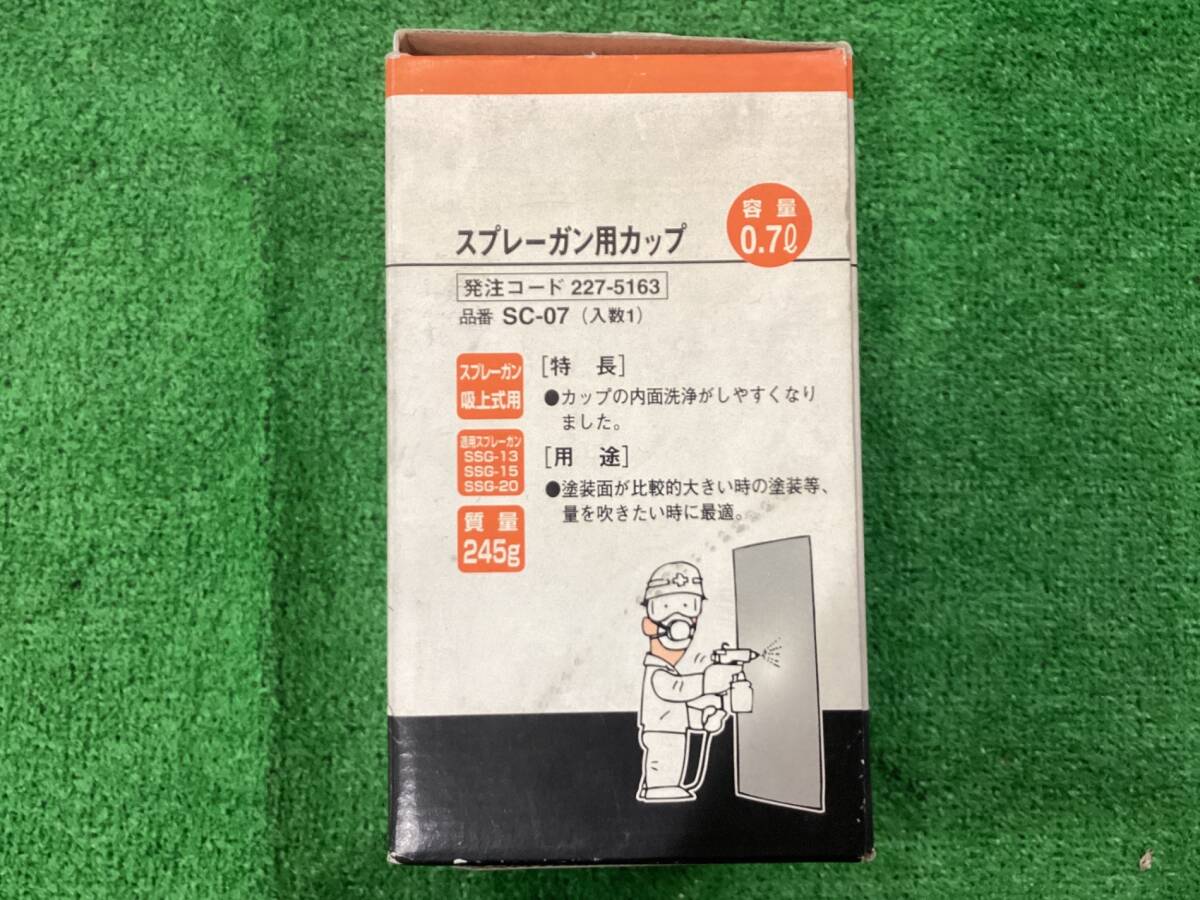 容量
0.7ℓ
スプレーガン用カップ
発注コード 227-5163
品番 SC-07 (入数1)
スプレーガン
吸上式用
[特 長]
●カップの内面洗浄がしやすくなり
ました。
適用スプレーガン
SSG-13
SSG-15
SSG-20
[用 途]
●塗装面が比較的大きい時の塗装等、
量を吹きたい時に最適。
質量
245g